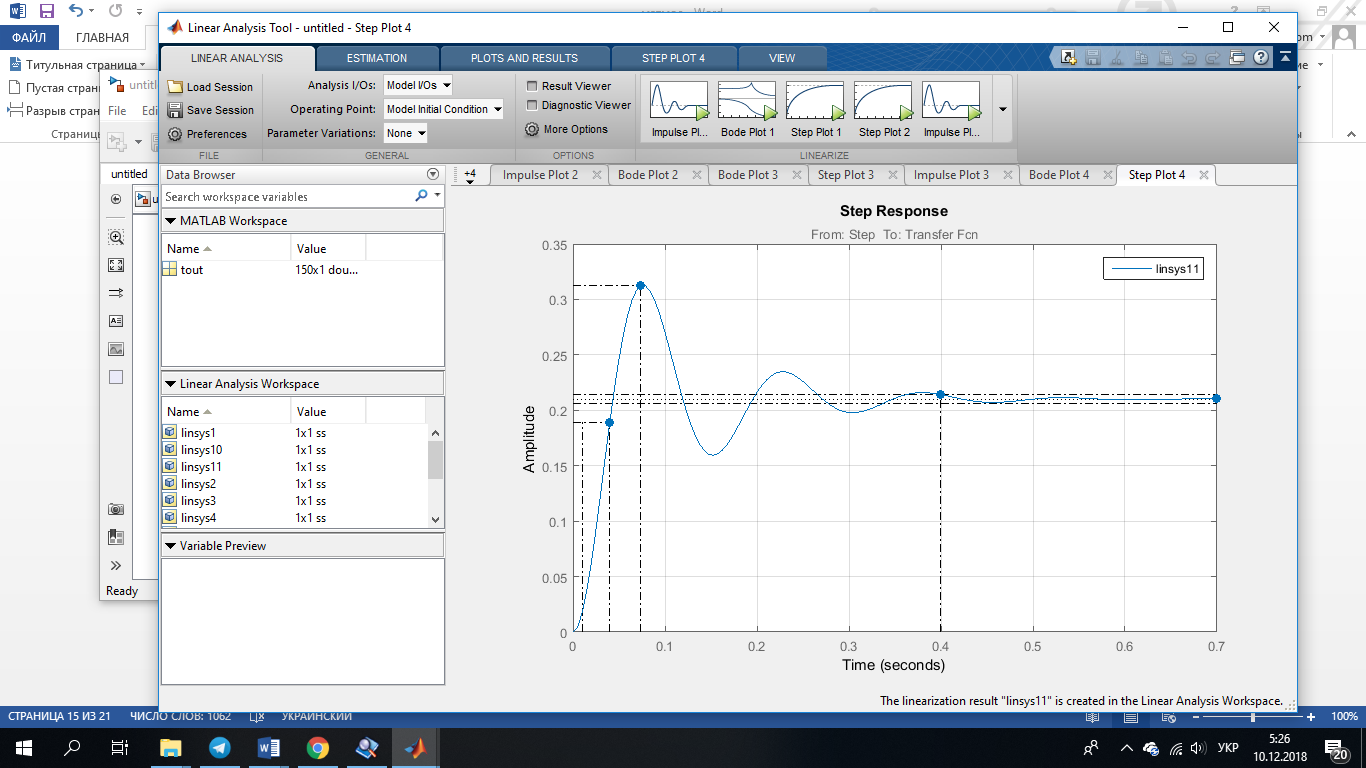 Word
ФАЙЛ
ГЛАВНАЯ
Титульная страница
Пустая стран
Разрыв стран
Страницы
untitled
File Edi
untitled
Ready
Linear Analysis Tool - untitled - Step Plot 4
LINEAR ANALYSIS
ESTIMATION
PLOTS AND RESULTS
STEP PLOT 4
VIEW
Load Session
Save Session
Preferences
FILE
Analysis I/Os: Model I/Os
Operating Point: Model Initial Condition
Parameter Variations: None
GENERAL
Result Viewer
Diagnostic Viewer
More Options
OPTIONS
Impulse Pl... Bode Plot 1 Step Plot 1 Step Plot 2 Impulse Pl...
LINEARIZE
Data Browser
Search workspace variables
MATLAB Workspace
Name Value
tout 150x1 dou...
Linear Analysis Workspace
Name Value
linsys1 1x1 ss
linsys10 1x1 ss
linsys11 1x1 ss
linsys2 1x1 ss
linsys3 1x1 ss
linsys4 1x1 ss
Variable Preview
+4 Impulse Plot 2 Bode Plot 2 Bode Plot 3 Step Plot 3 Impulse Plot 3 Bode Plot 4 Step Plot 4
Step Response
From: Step To: Transfer Fcn
linsys11
0.35
0.3
0.25
0.2
0.15
0.1
0.05
0
Amplitude
0 0.1 0.2 0.3 0.4 0.5 0.6 0.7
Time (seconds)
The linearization result "linsys11" is created in the Linear Analysis Workspace.
СТРАНИЦА 15 ИЗ 21 ЧИСЛО СЛОВ: 1062 УКРАИНСКИЙ
100%
УКР
5:26
10.12.2018
20